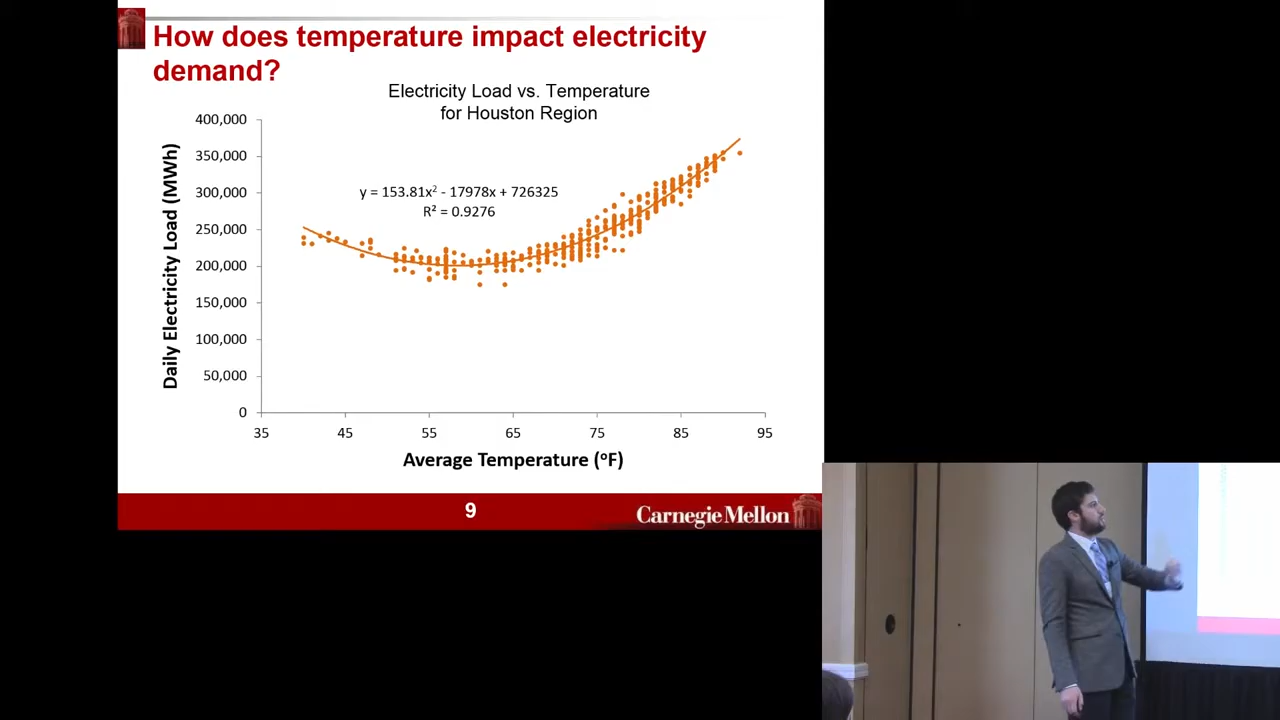 How does temperature impact electricity
demand?
Electricity Load vs. Temperature
for Houston Region
400,000
350,000
300,000
250,000
200,000
150,000
100,000
50,000
0
Daily Electricity Load (MWh)
y = 153.81x² - 17978x + 726325
R² = 0.9276
35 45 55 65 75 85 95
Average Temperature (°F)
9
Carnegie Mellon